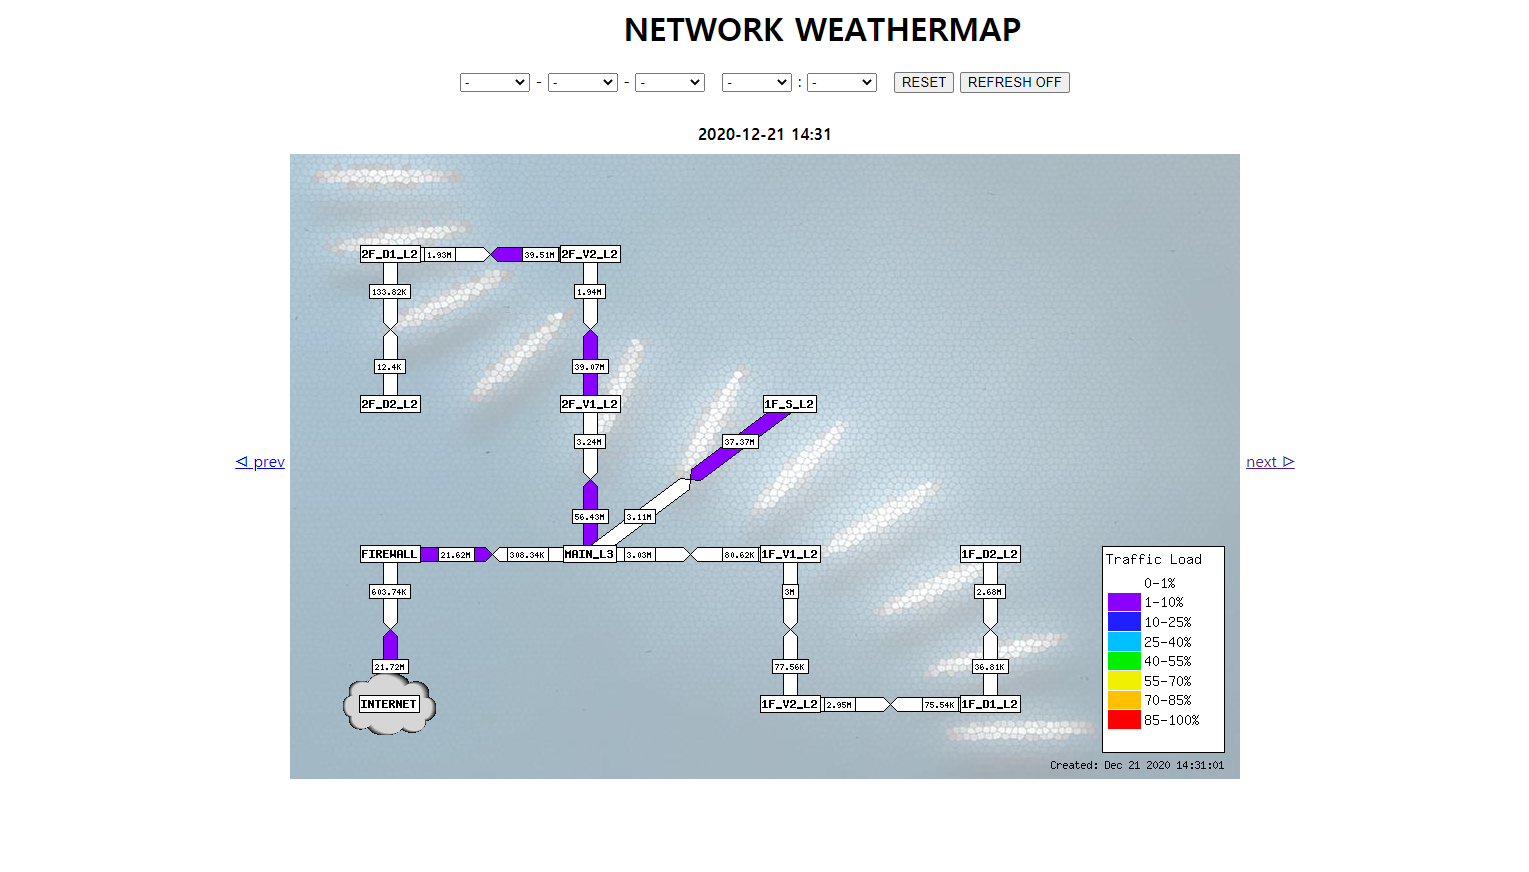 NETWORK WEATHERMAP
- - - - - - : - RESET REFRESH OFF
2020-12-21 14:31
2F_D1_L2 1.93M 39.51M 2F_V2_L2
133.82K 1.94M
12.4K 39.07M
2F_D2_L2 2F_V1_L2 1F_S_L2
3.24M 37.37M
◁ prev next ▷
56.43M 3.11M
FIREWALL 21.62M 308.34K MAIN_L3 3.03M 80.62K 1F_V1_L2 1F_D2_L2
603.74K 3M 2.68M
21.72M 77.56K 36.81K
INTERNET 1F_V2_L2 2.95M 75.54K 1F_D1_L2
Traffic Load
0-1%
1-10%
10-25%
25-40%
40-55%
55-70%
70-85%
85-100%
Created: Dec 21 2020 14:31:01